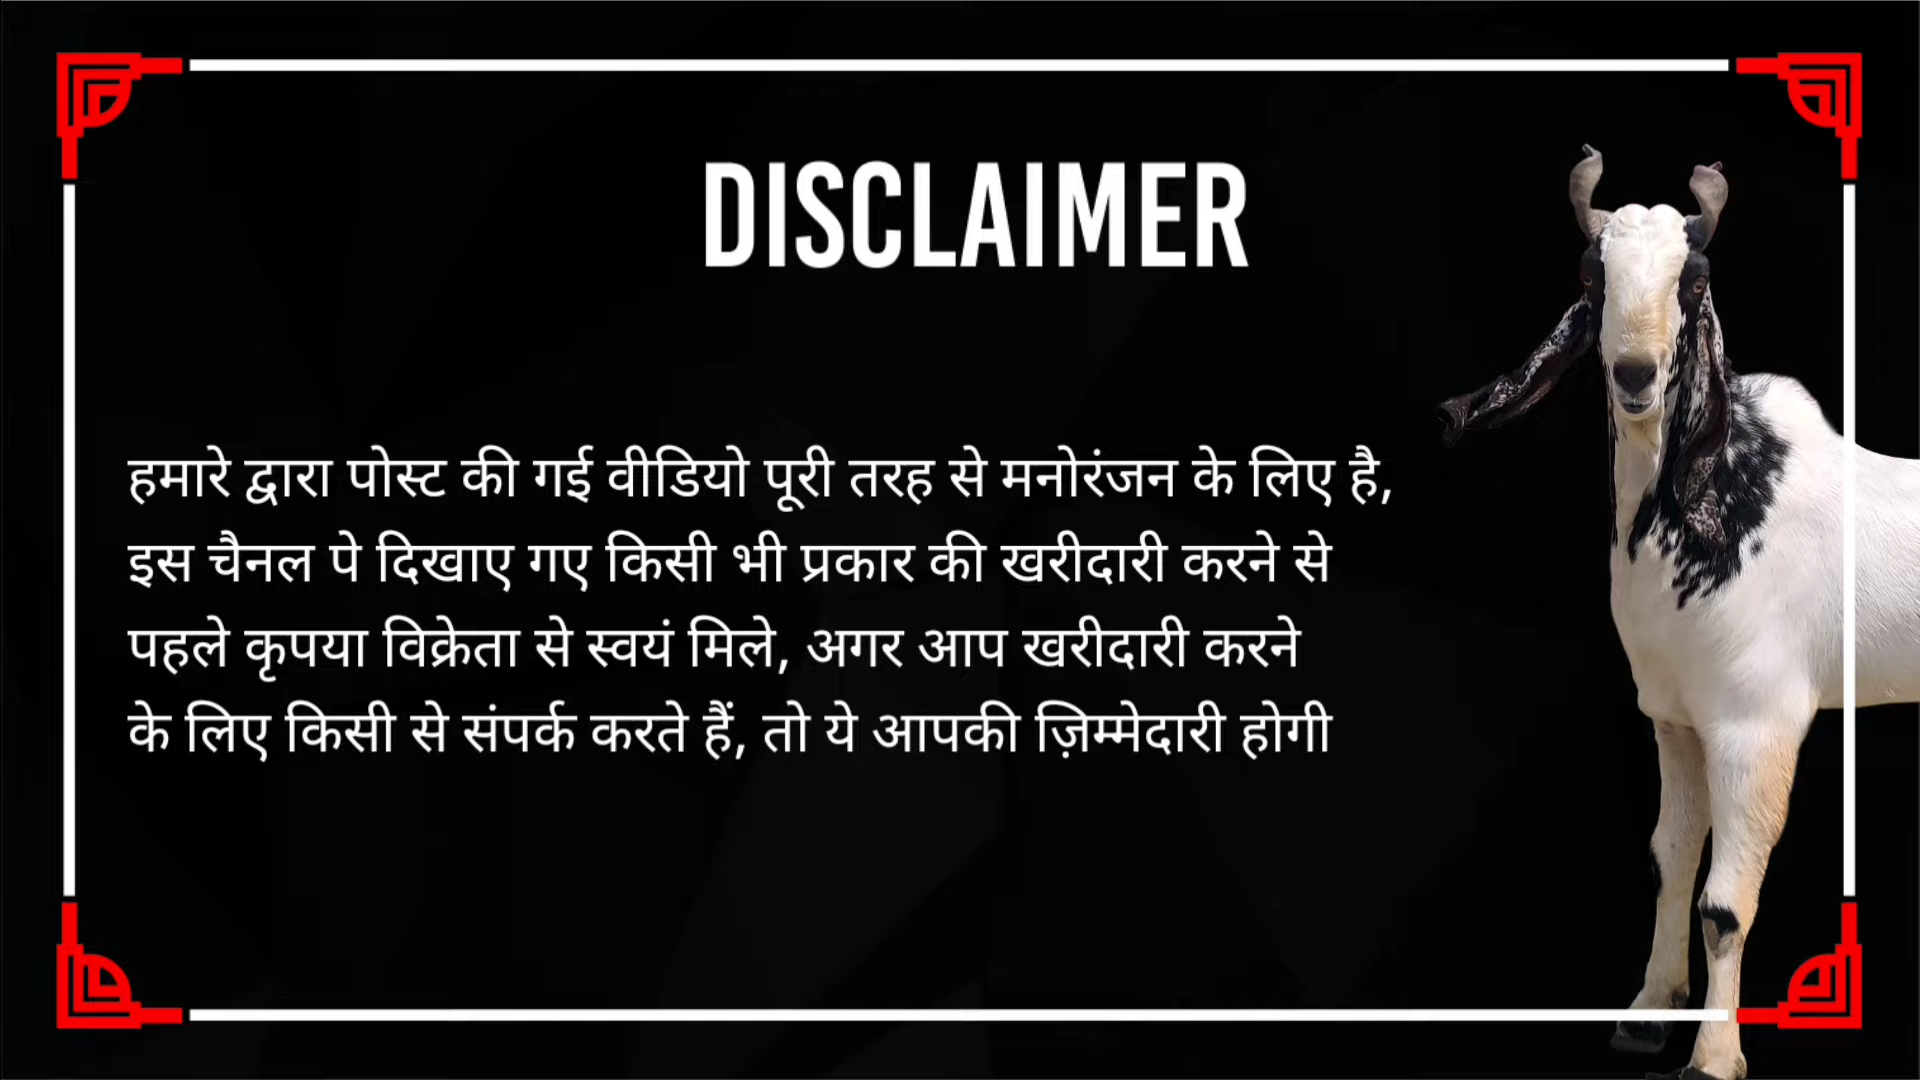 DISCLAIMER
हमारे द्वारा पोस्ट की गई वीडियो पूरी तरह से मनोरंजन के लिए है,
इस चैनल पे दिखाए गए किसी भी प्रकार की खरीदारी करने से
पहले कृपया विक्रेता से स्वयं मिले, अगर आप खरीदारी करने
के लिए किसी से संपर्क करते हैं, तो ये आपकी ज़िम्मेदारी होगी